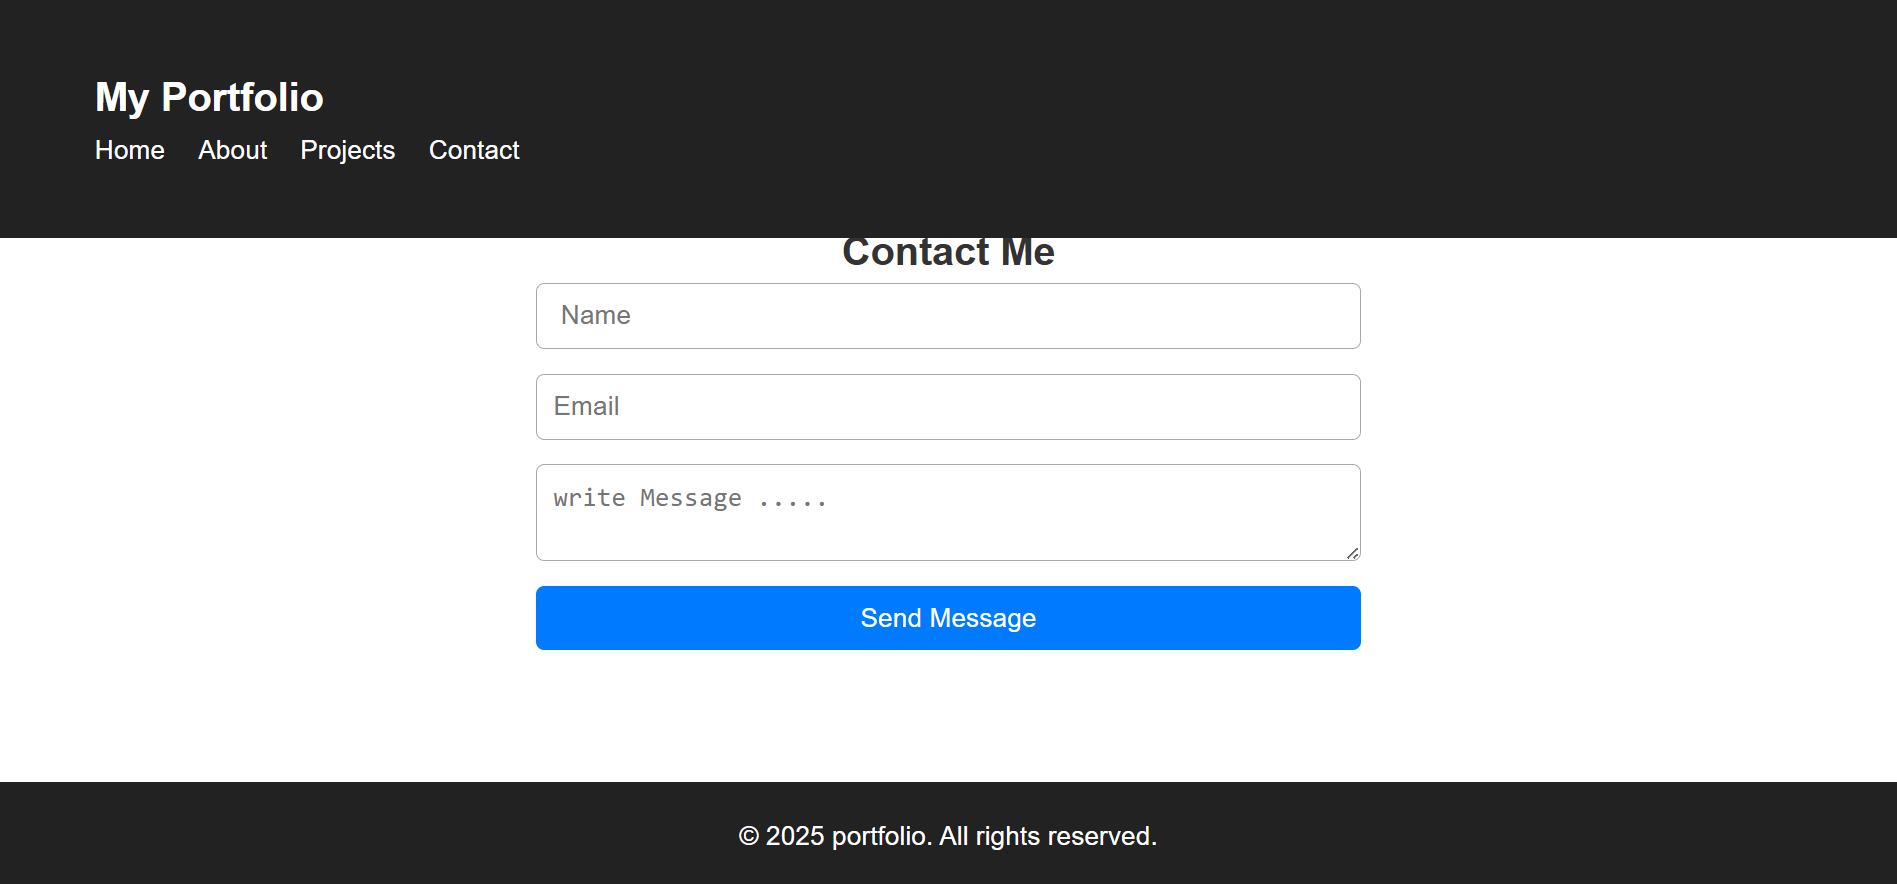 My Portfolio
Home About Projects Contact
Contact Me
Name
Email
write Message .....
Send Message
© 2025 portfolio. All rights reserved.